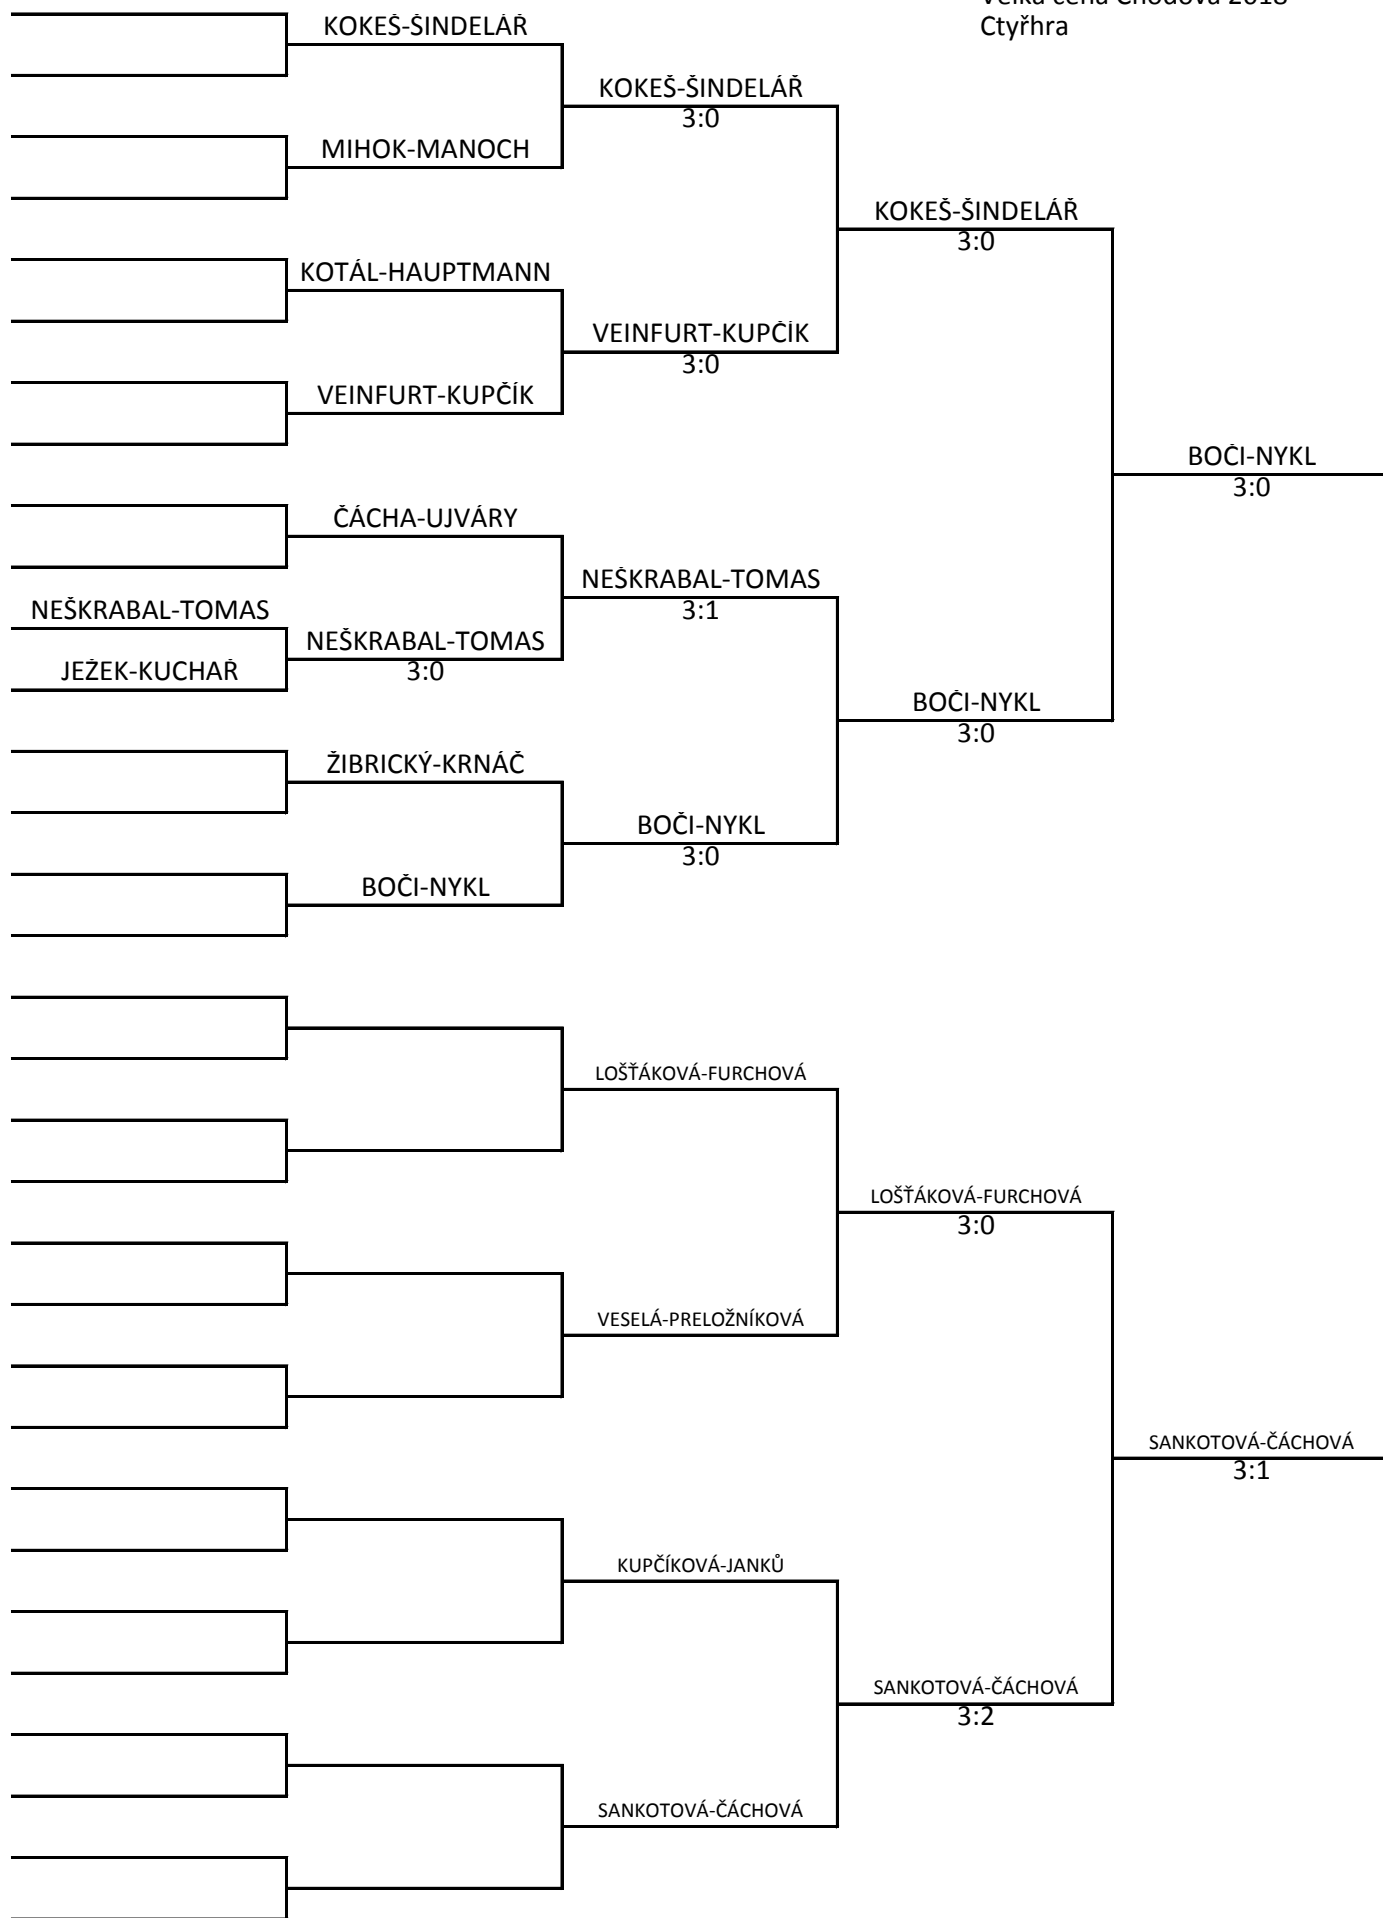 Velká cena Chodova 2018
Čtyřhra
KOKEŠ-ŠINDELÁŘ
KOKEŠ-ŠINDELÁŘ
3:0
MIHOK-MANOCH
KOKEŠ-ŠINDELÁŘ
3:0
KOTÁL-HAUPTMANN
VEINFURT-KUPČÍK
3:0
VEINFURT-KUPČÍK
BOČI-NYKL
3:0
ČÁCHA-UJVÁRY
NEŠKRABAL-TOMAS
3:1
NEŠKRABAL-TOMAS
NEŠKRABAL-TOMAS
3:0
JEŽEK-KUCHAŘ
BOČI-NYKL
3:0
ŽIBRICKÝ-KRNÁČ
BOČI-NYKL
3:0
BOČI-NYKL
LOŠŤÁKOVÁ-FURCHOVÁ
LOŠŤÁKOVÁ-FURCHOVÁ
3:0
VESELÁ-PRELOŽNÍKOVÁ
SANKOTOVÁ-ČÁCHOVÁ
3:1
KUPČÍKOVÁ-JANKŮ
SANKOTOVÁ-ČÁCHOVÁ
3:2
SANKOTOVÁ-ČÁCHOVÁ